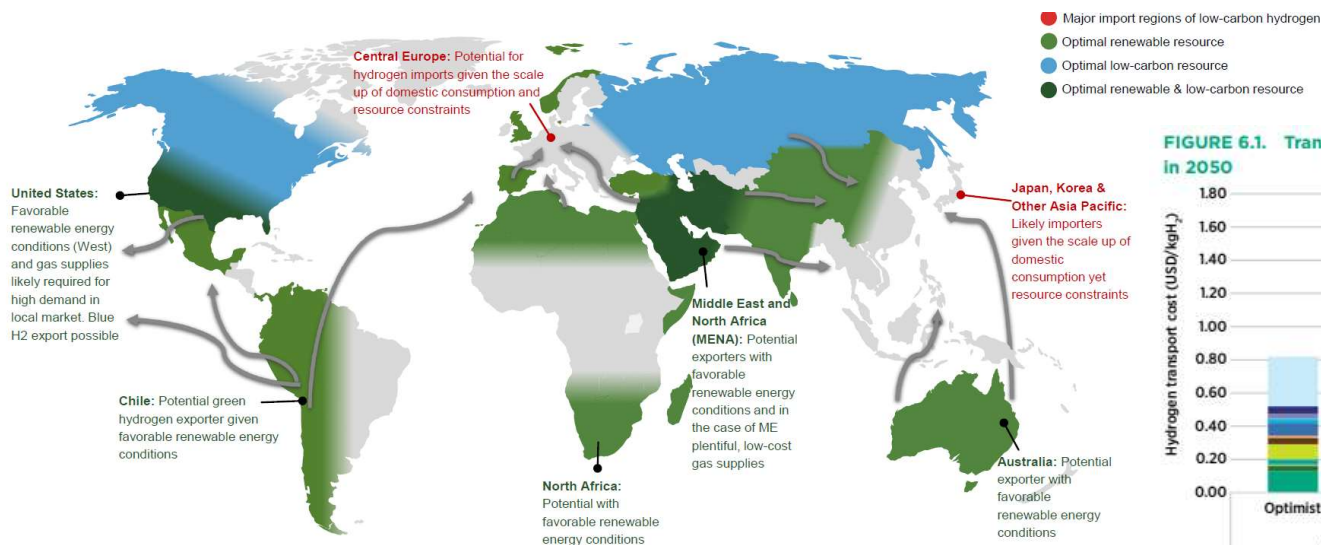 Major import regions of low-carbon hydrogen
Optimal renewable resource
Optimal low-carbon resource
Optimal renewable & low-carbon resource
Central Europe: Potential for
hydrogen imports given the scale
up of domestic consumption and
resource constraints
United States:
Favorable
renewable energy
conditions (West)
and gas supplies
likely required for
high demand in
local market. Blue
H2 export possible
Chile: Potential green
hydrogen exporter given
favorable renewable energy
conditions
North Africa:
Potential with
favorable renewable
energy conditions
Middle East and
North Africa
(MENA): Potential
exporters with
favorable
renewable energy
conditions and in
the case of ME
plentiful, low-cost
gas supplies
Japan, Korea &
Other Asia Pacific:
Likely importers
given the scale up of
domestic
consumption yet
resource constraints
Australia: Potential
exporter with
favorable
renewable energy
conditions
FIGURE 6.1. Tran
in 2050
Hydrogen transport cost (USD/kgH₂)
1.80
1.60
1.40
1.20
1.00
0.80
0.60
0.40
0.20
0.00
Optimist